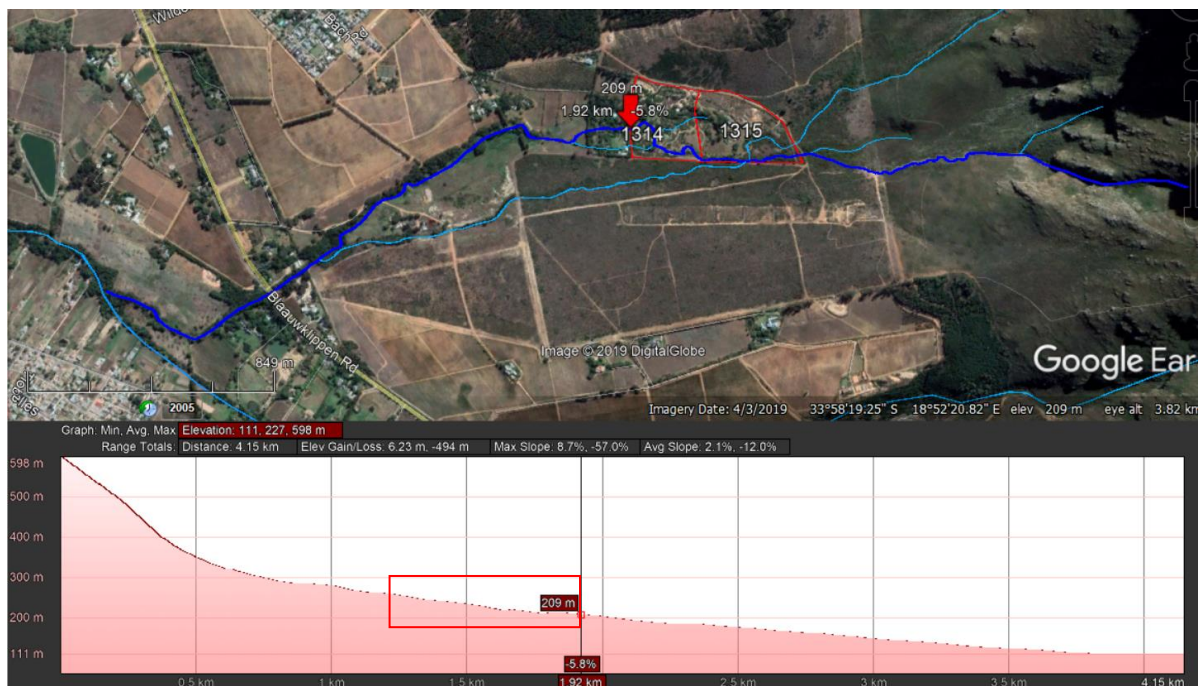 Bach Rd
209 m
1.92 km -5.8%
1314
1315
Blaauwklippen Rd
849 m
Image © 2019 DigitalGlobe
Google Ear
2005
Imagery Date: 4/3/2019 33°58'19.25" S 18°52'20.82" E elev 209 m eye alt 3.82 km
Graph: Min, Avg, Max Elevation: 111, 227, 598 m
Range Totals: Distance: 4.15 km Elev Gain/Loss: 6.23 m, -494 m Max Slope: 8.7%, -57.0% Avg Slope: 2.1%, -12.0%
598 m
500 m
400 m
300 m
209 m
200 m
111 m
-5.8%
0.5 km 1 km 1.5 km 1.92 km 2.5 km 3 km 3.5 km 4.15 km